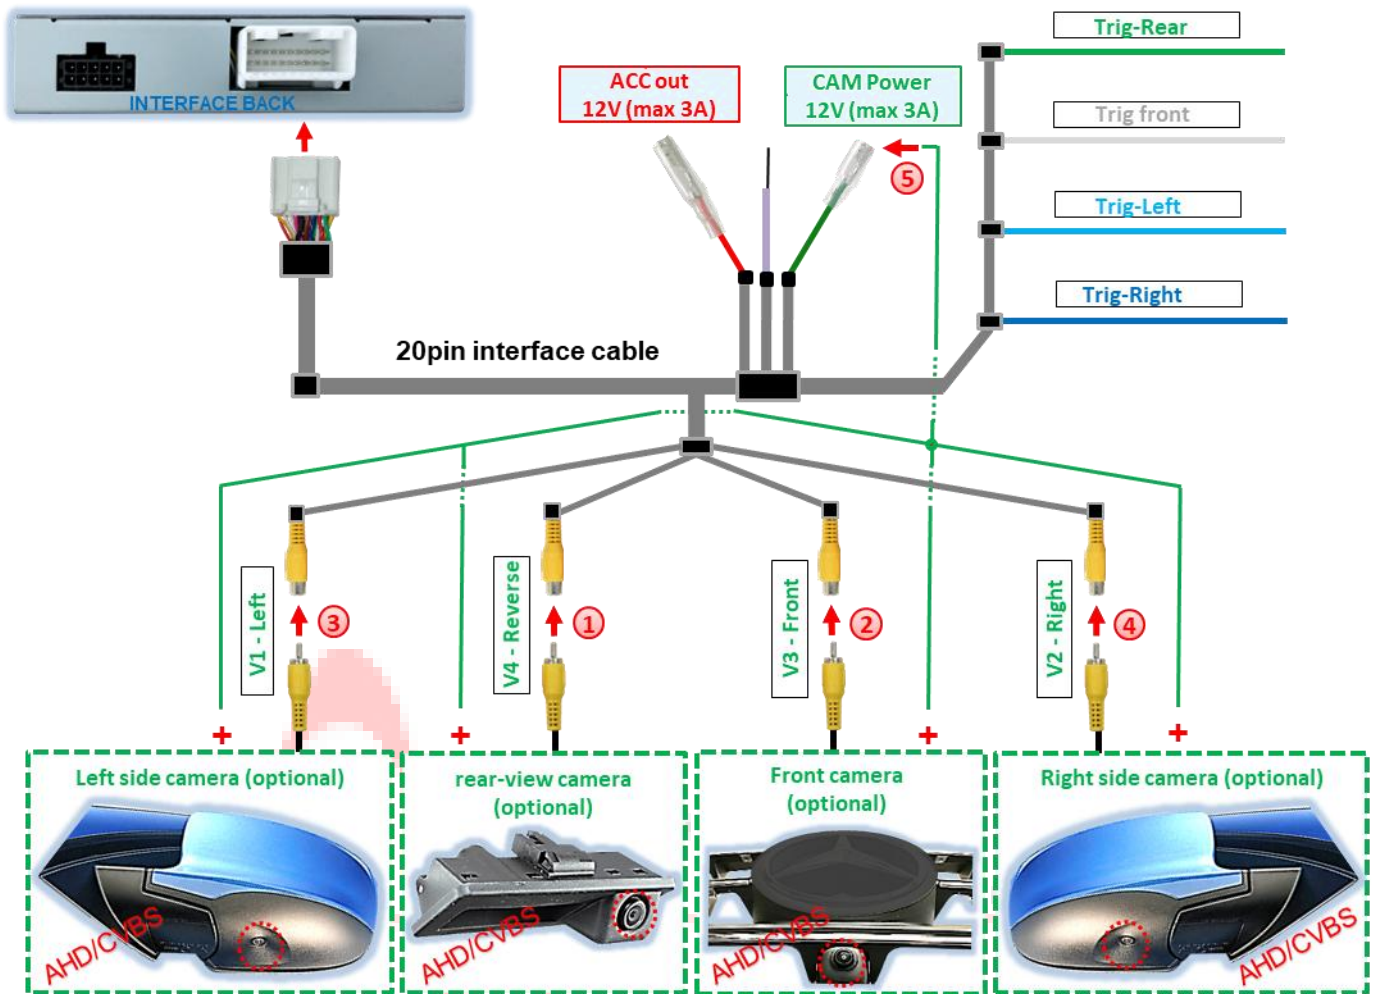 INTERFACE BACK
ACC out
12V (max 3A)
CAM Power
12V (max 3A)
5
Trig-Rear
Trig front
Trig-Left
Trig-Right
20pin interface cable
V1 - Left
3
V4 - Reverse
1
V3 - Front
2
V2 - Right
4
+
+
+
+
Left side camera (optional)
AHD/CVBS
rear-view camera
(optional)
AHD/CVBS
Front camera
(optional)
AHD/CVBS
Right side camera (optional)
AHD/CVBS